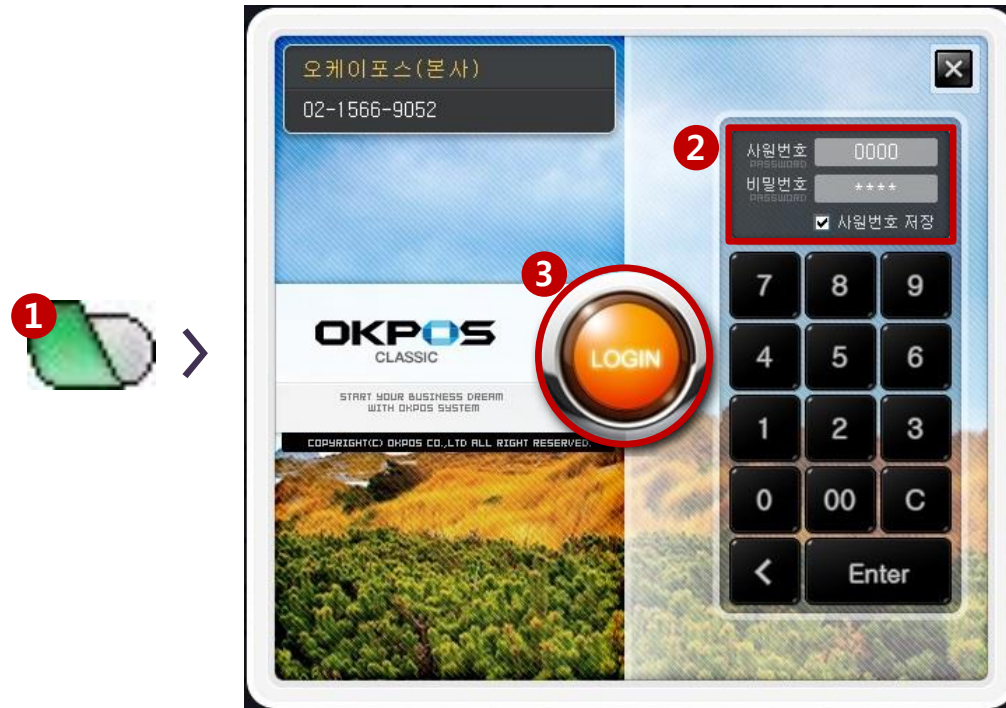 1
오케이포스(본사)
02-1566-9052
2
사원번호 0000
PASSWORD
비밀번호 ****
PASSWORD
사원번호 저장
3
LOGIN
OKPOS
CLASSIC
START YOUR BUSINESS DREAM
WITH OKPOS SYSTEM
COPYRIGHT(C) OKPOS CO.,LTD ALL RIGHT RESERVED.
7 8 9
4 5 6
1 2 3
0 00 C
< Enter